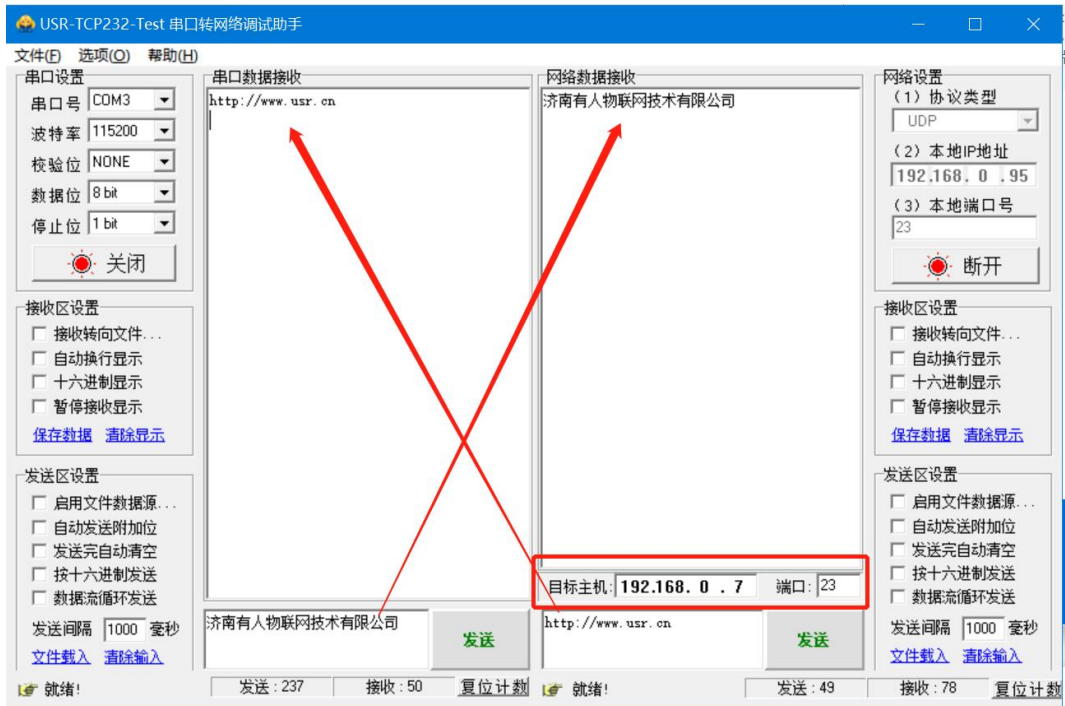 USR-TCP232-Test 串口转网络调试助手
文件(F) 选项(O) 帮助(H)
串口设置
串口号 COM3
波特率 115200
校验位 NONE
数据位 8 bit
停止位 1 bit
关闭
接收区设置
接收转向文件...
自动换行显示
十六进制显示
暂停接收显示
保存数据 清除显示
发送区设置
启用文件数据源...
自动发送附加位
发送完自动清空
按十六进制发送
数据流循环发送
发送间隔 1000 毫秒
文件载入 清除输入
串口数据接收
http://www.usr.cn
济南有人物联网技术有限公司
发送
网络数据接收
济南有人物联网技术有限公司
目标主机: 192.168. 0 . 7 端口: 23
http://www.usr.cn
发送
网络设置
(1) 协议类型
UDP
(2) 本地IP地址
192.168. 0 .95
(3) 本地端口号
23
断开
接收区设置
接收转向文件...
自动换行显示
十六进制显示
暂停接收显示
保存数据 清除显示
发送区设置
启用文件数据源...
自动发送附加位
发送完自动清空
按十六进制发送
数据流循环发送
发送间隔 1000 毫秒
文件载入 清除输入
就绪! 发送:237 接收:50 复位计数
就绪! 发送:49 接收:78 复位计数